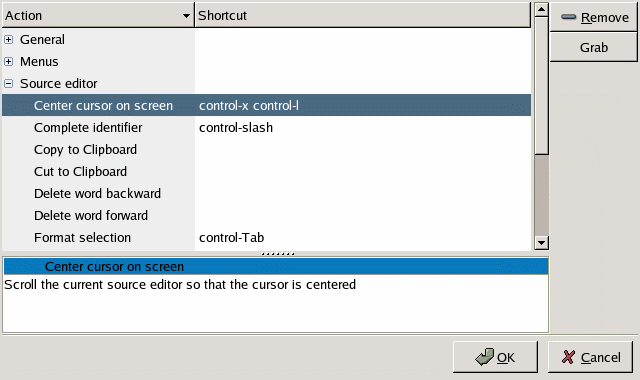 Action Shortcut
Remove
Grab
General
Menus
Source editor
Center cursor on screen control-x control-l
Complete identifier control-slash
Copy to Clipboard
Cut to Clipboard
Delete word backward
Delete word forward
Format selection control-Tab
Center cursor on screen
Scroll the current source editor so that the cursor is centered
OK Cancel